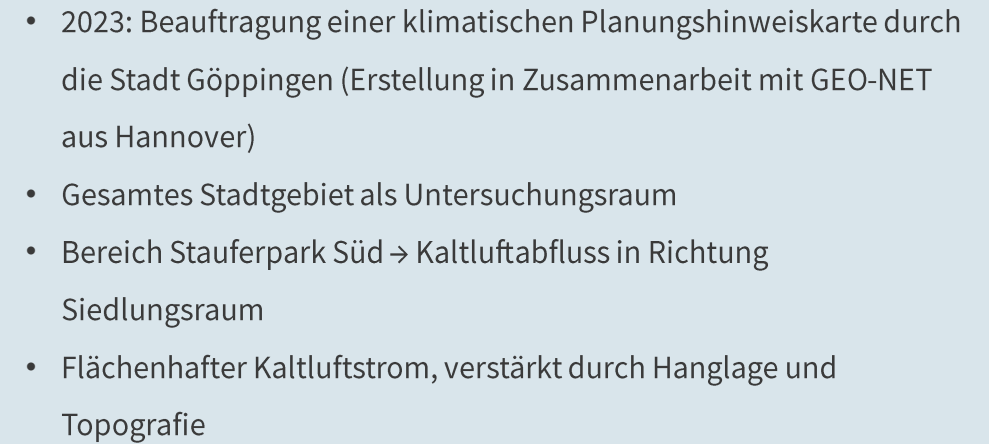 • 2023: Beauftragung einer klimatischen Planungshinweiskarte durch
die Stadt Göppingen (Erstellung in Zusammenarbeit mit GEO-NET
aus Hannover)
• Gesamtes Stadtgebiet als Untersuchungsraum
• Bereich Stauferpark Süd → Kaltluftabfluss in Richtung
Siedlungsraum
• Flächenhafter Kaltluftstrom, verstärkt durch Hanglage und
Topografie